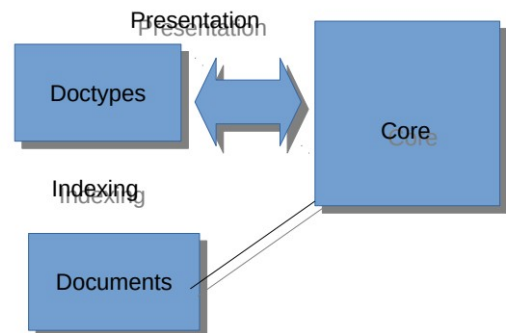 Presentation
Doctypes
Core
Indexing
Documents